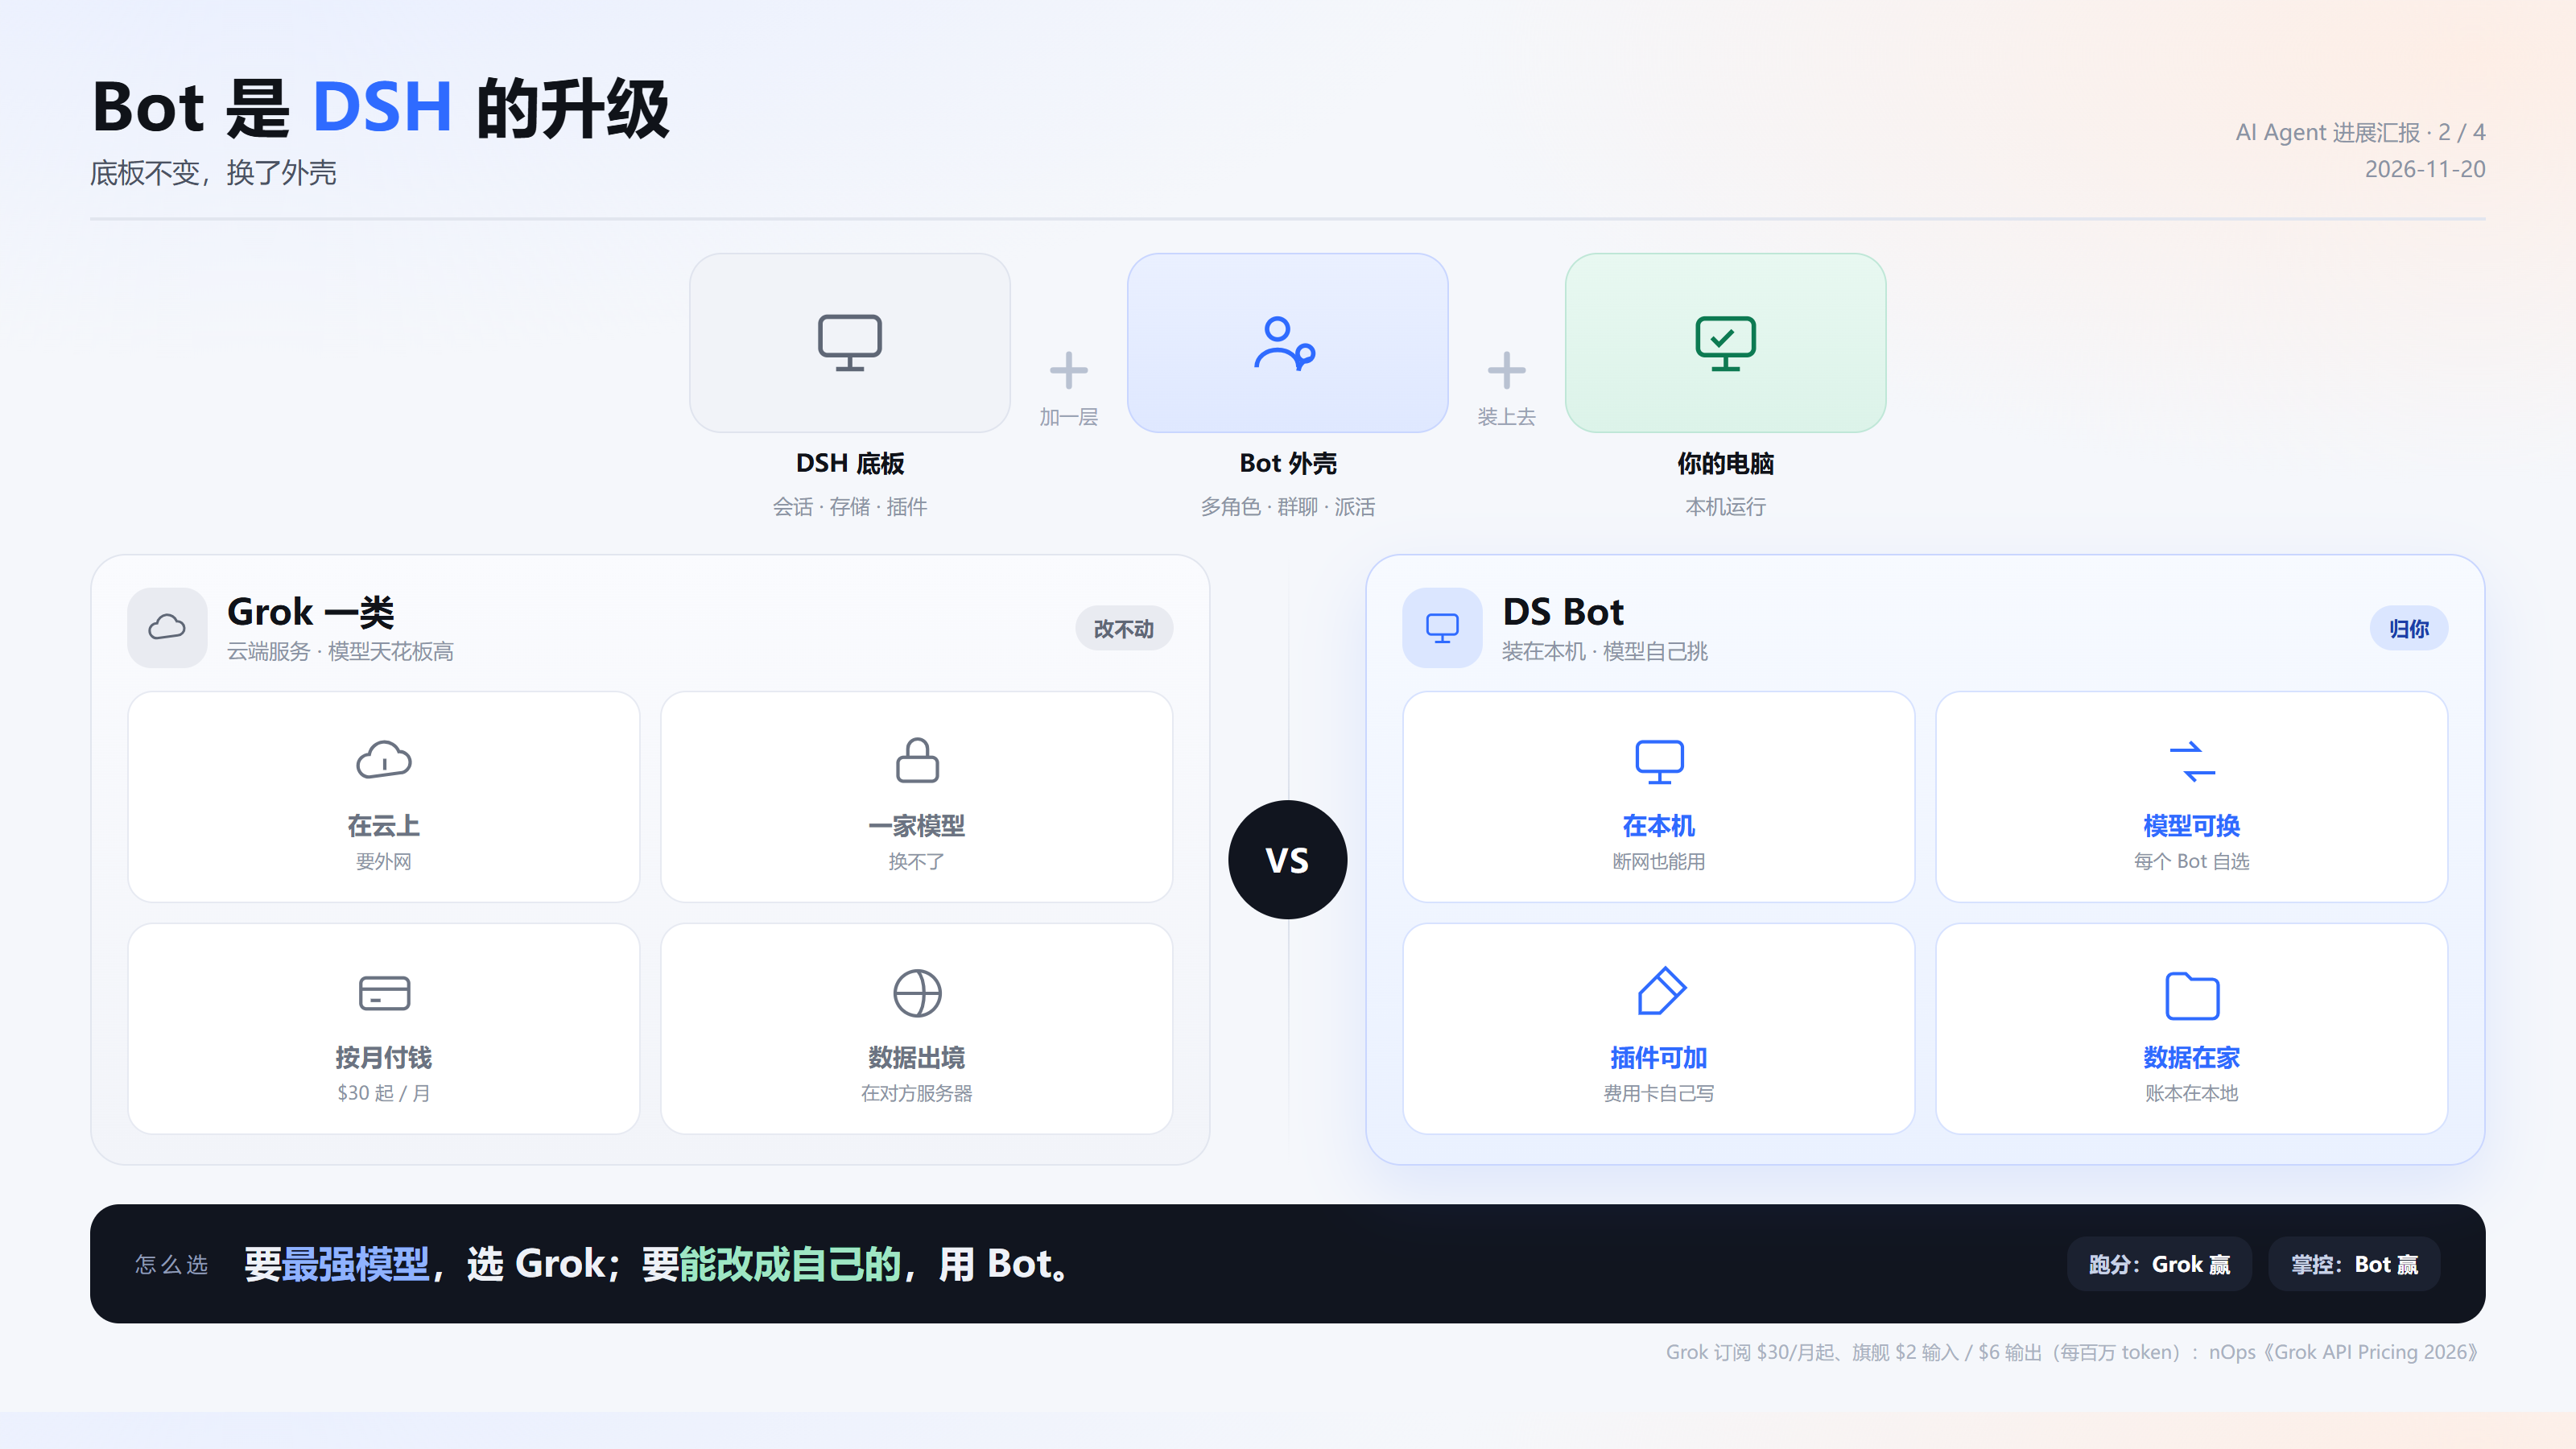 Bot 是 DSH 的升级
底板不变，换了外壳
AI Agent 进展汇报 · 2 / 4
2026-11-20
加一层
装上去
DSH 底板
会话 · 存储 · 插件
Bot 外壳
多角色 · 群聊 · 派活
你的电脑
本机运行
Grok 一类
云端服务 · 模型天花板高
改不动
在云上
要外网
一家模型
换不了
按月付钱
$30 起 / 月
数据出境
在对方服务器
VS
DS Bot
装在本机 · 模型自己挑
归你
在本机
断网也能用
模型可换
每个 Bot 自选
插件可加
费用卡自己写
数据在家
账本在本地
怎么选
要最强模型，选 Grok；要能改成自己的，用 Bot。
跑分：Grok 赢
掌控：Bot 赢
Grok 订阅 $30/月起、旗舰 $2 输入 / $6 输出（每百万 token）：nOps《Grok API Pricing 2026》